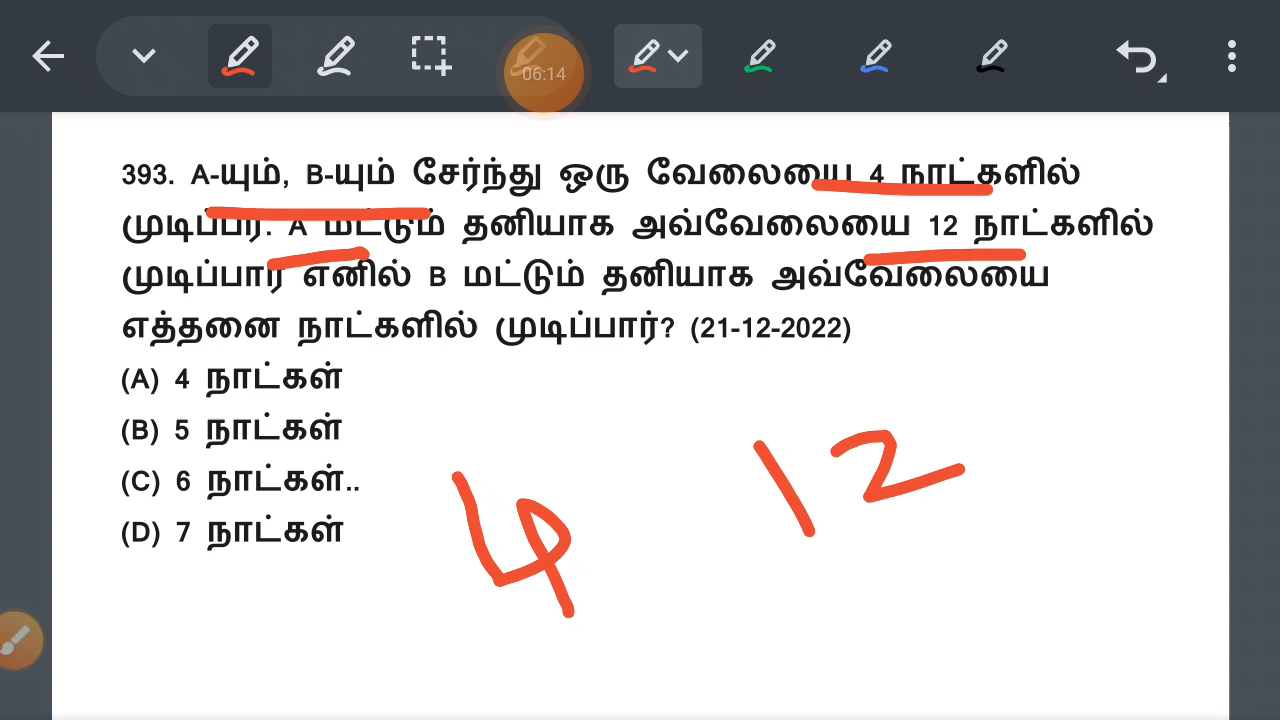 06:14
393. A-யும், B-யும் சேர்ந்து ஒரு வேலையை 4 நாட்களில்
முடிப்பர். A மட்டும் தனியாக அவ்வேலையை 12 நாட்களில்
முடிப்பார் எனில் B மட்டும் தனியாக அவ்வேலையை
எத்தனை நாட்களில் முடிப்பார்? (21-12-2022)
(A) 4 நாட்கள்
(B) 5 நாட்கள்
(C) 6 நாட்கள்..
(D) 7 நாட்கள்
4 12